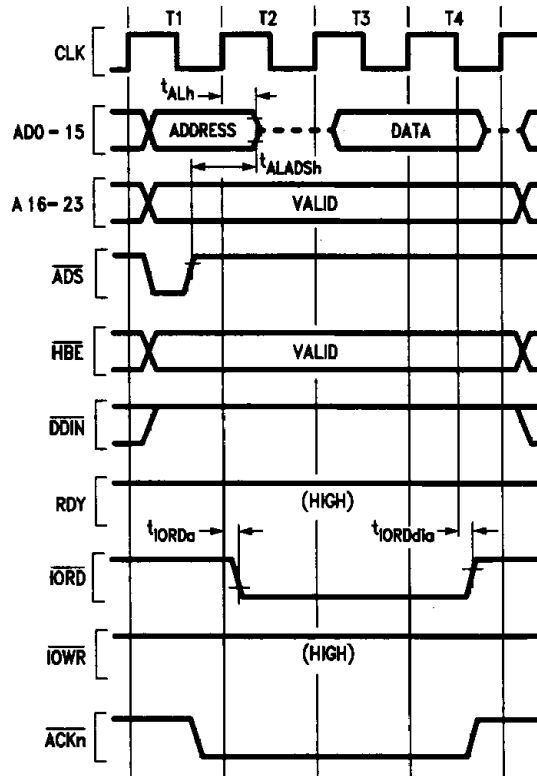 T1 T2 T3 T4
CLK
tALh
AD0-15 ADDRESS DATA
tALADSh
A16-23 VALID
ADS
HBE VALID
DDIN
RDY (HIGH)
tIORDa tIORDdia
IORD
IOWR (HIGH)
ACKn